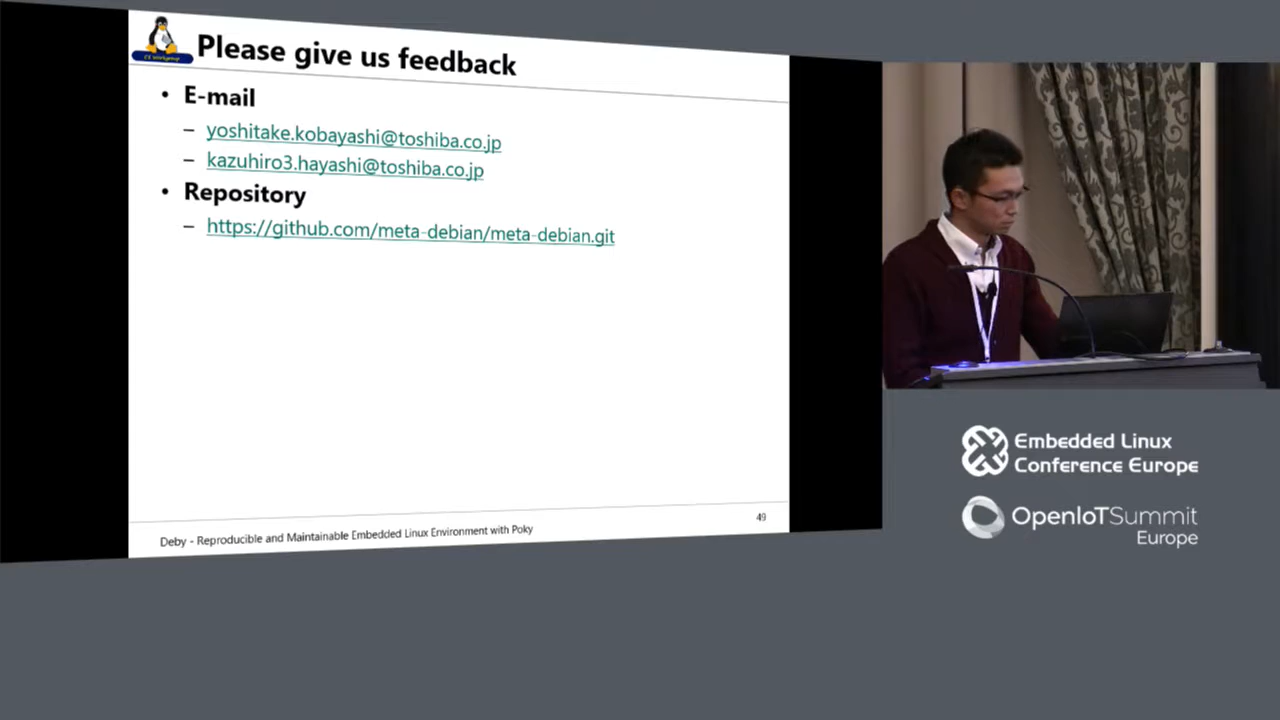 Please give us feedback
• E-mail
– yoshitake.kobayashi@toshiba.co.jp
– kazuhiro3.hayashi@toshiba.co.jp
• Repository
– https://github.com/meta-debian/meta-debian.git
Deby - Reproducible and Maintainable Embedded Linux Environment with Poky
49
Embedded Linux
Conference Europe
OpenIoTSummit
Europe